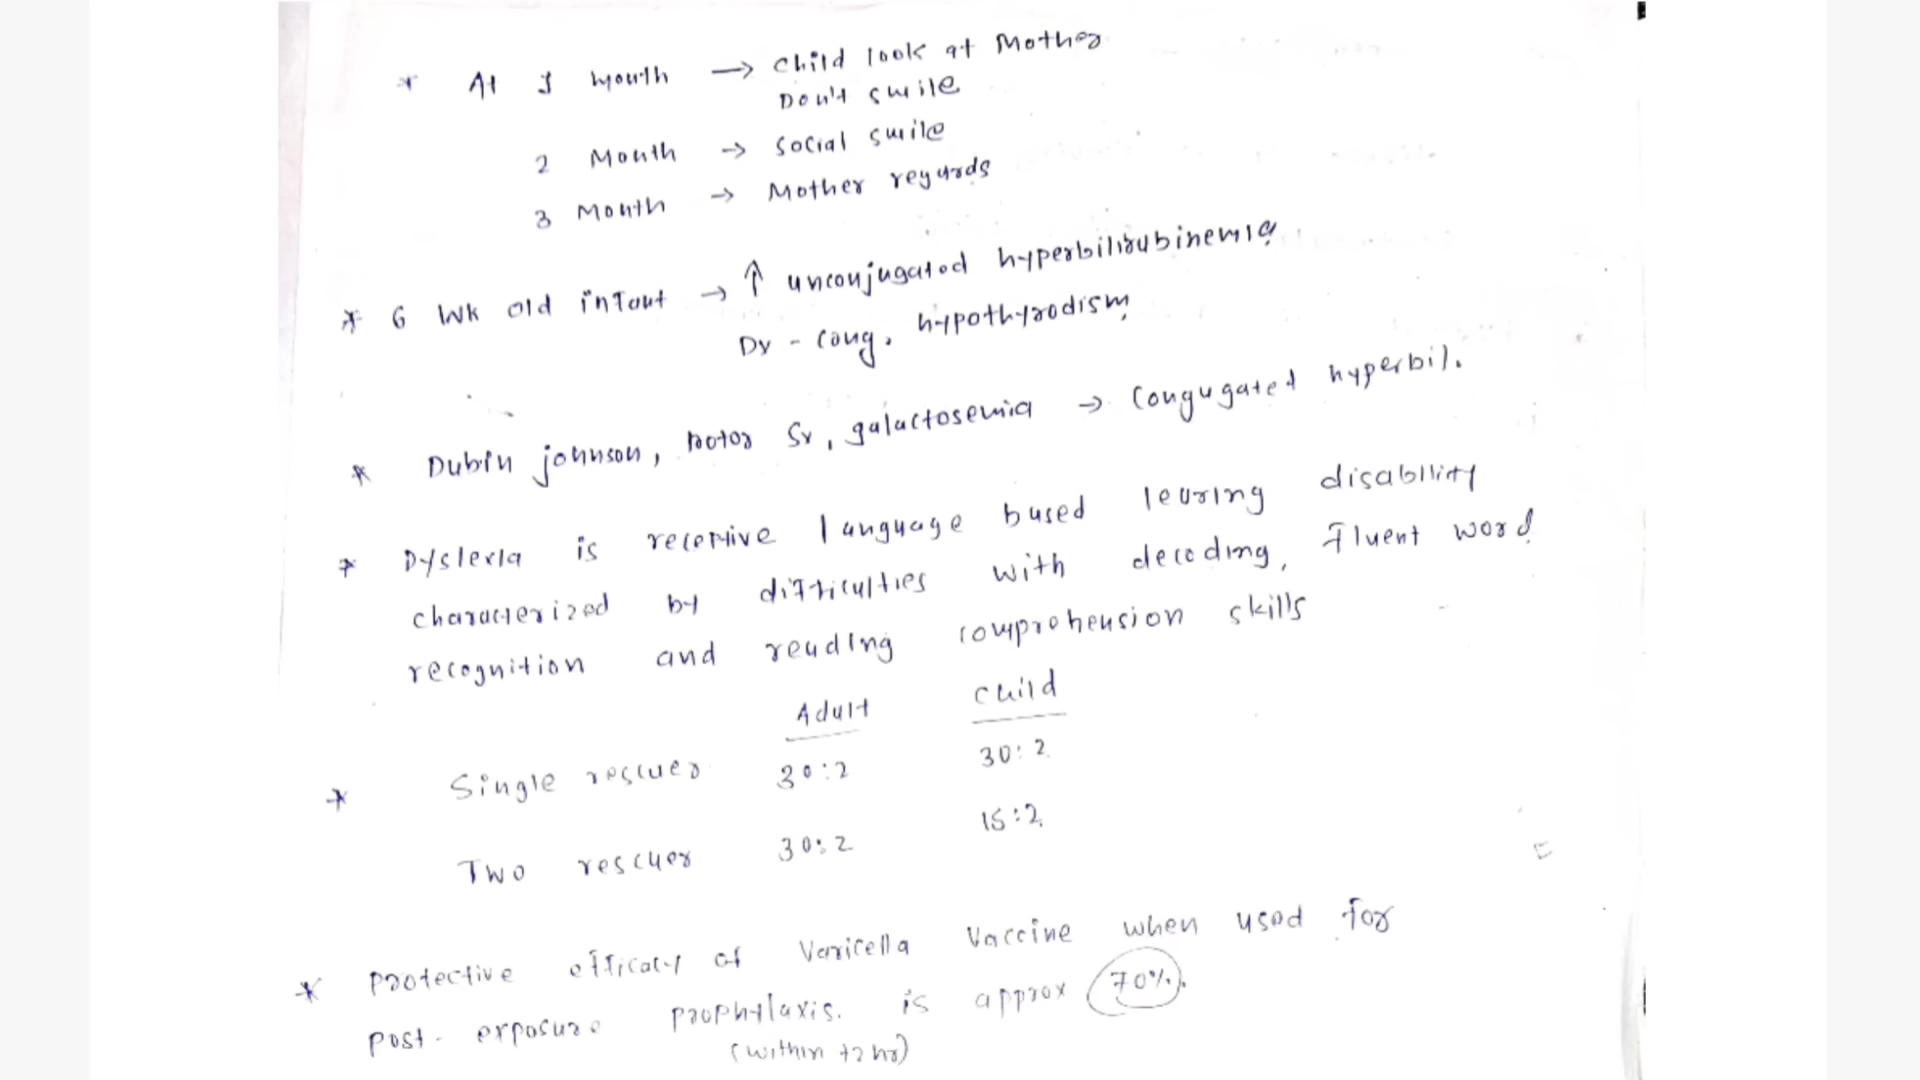 * At 1 month → child look at Mother
Don't smile
2 Month → social smile
3 Month → Mother regards
* 6 Wk old infant → ↑ unconjugated hyperbilirubinemia
Dx - Cong. hypothyrodism
* Dubin johnson, Rotor Sx, galactosemia → Congugated hyperbil.
* Dyslexia is receptive language based learing disability
characterized by difficulties with decoding, fluent word
recognition and reading comprehension skills
Adult Child
* Single rescuer 30:2 30:2
Two rescuer 30:2 15:2
* Protective efficacy of Varicella Vaccine when used for
post-exposure prophylaxis. is approx 70%.
(within 72 hr)